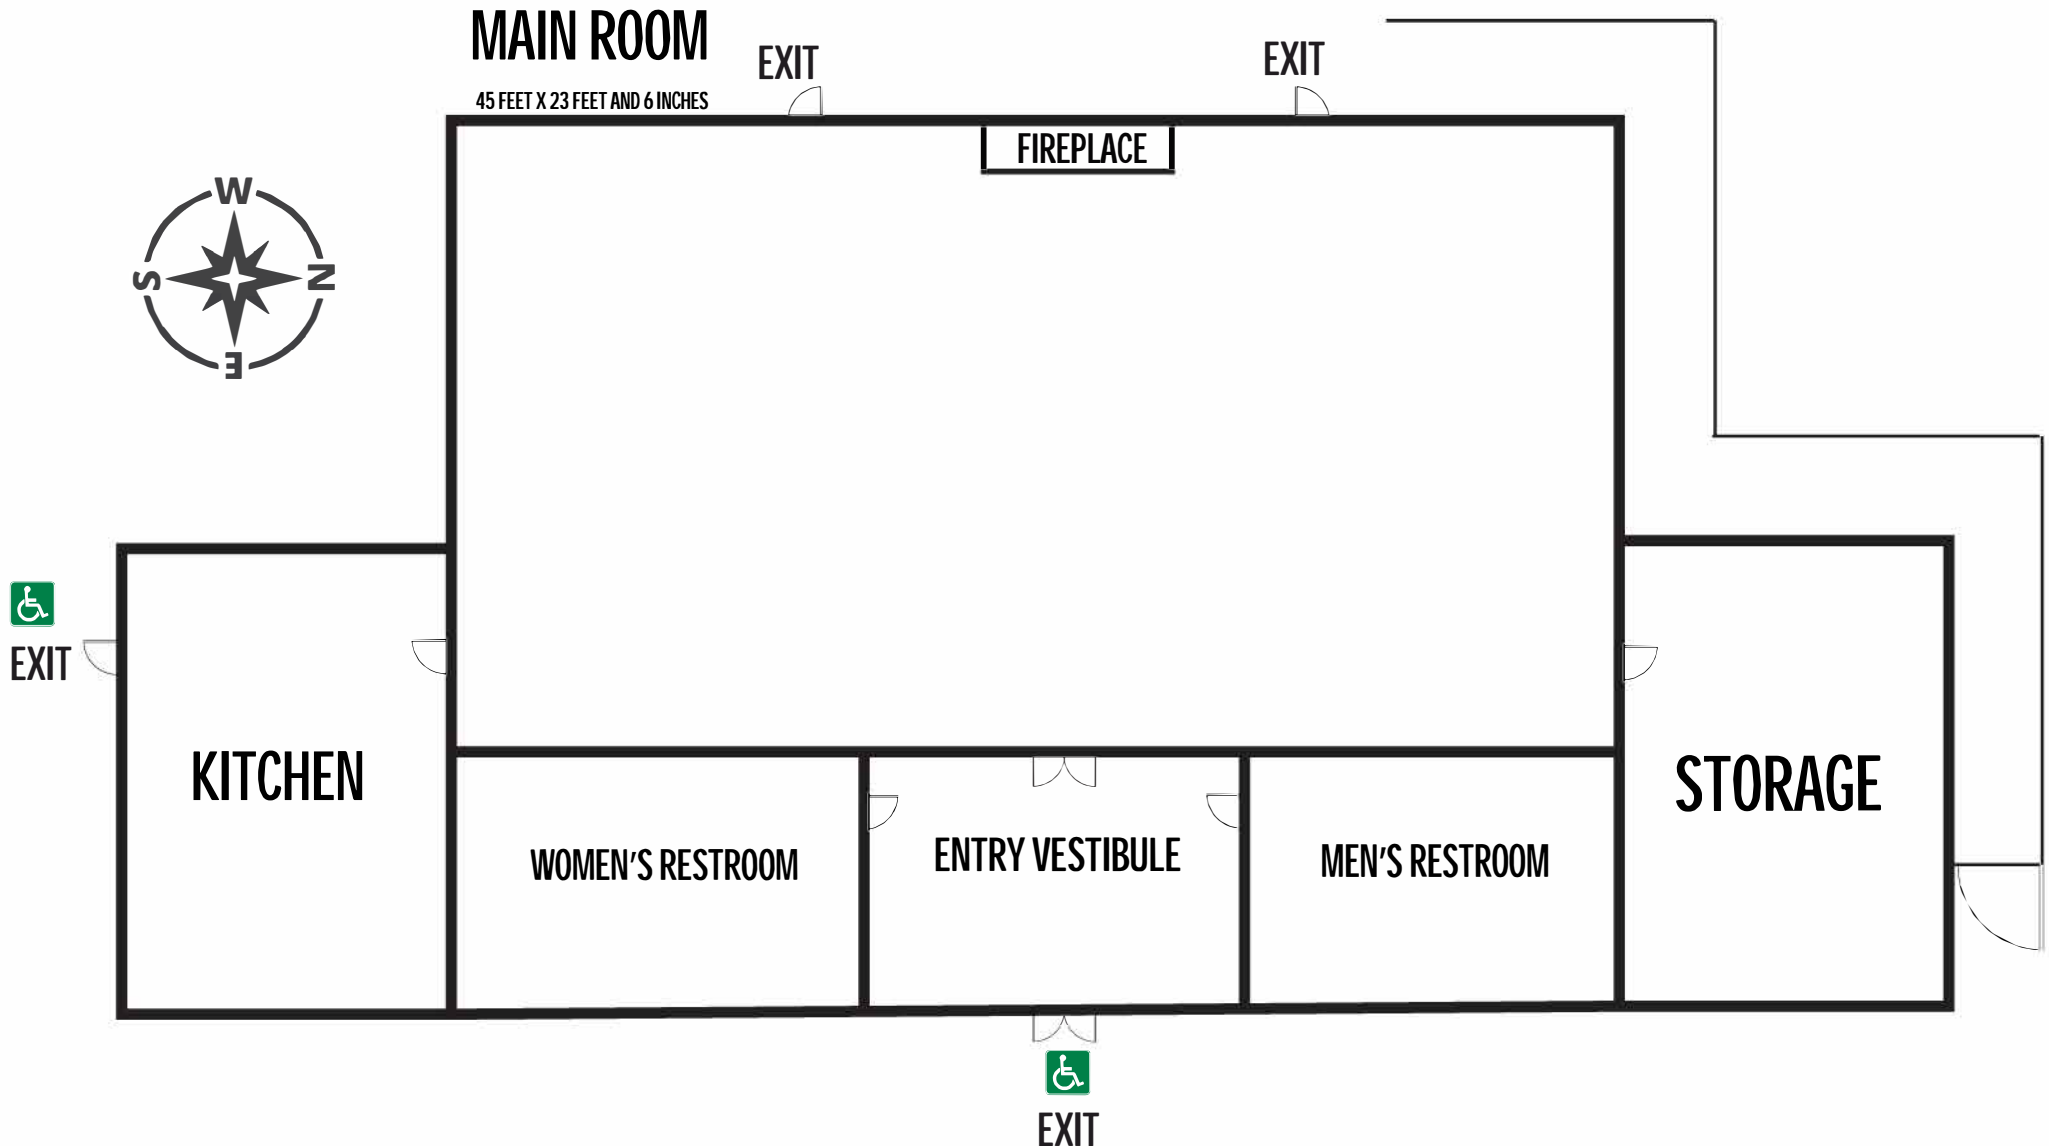 MAIN ROOM
45 FEET X 23 FEET AND 6 INCHES
EXIT
EXIT
FIREPLACE
W
S
N
E
EXIT
KITCHEN
STORAGE
WOMEN'S RESTROOM
ENTRY VESTIBULE
MEN'S RESTROOM
EXIT